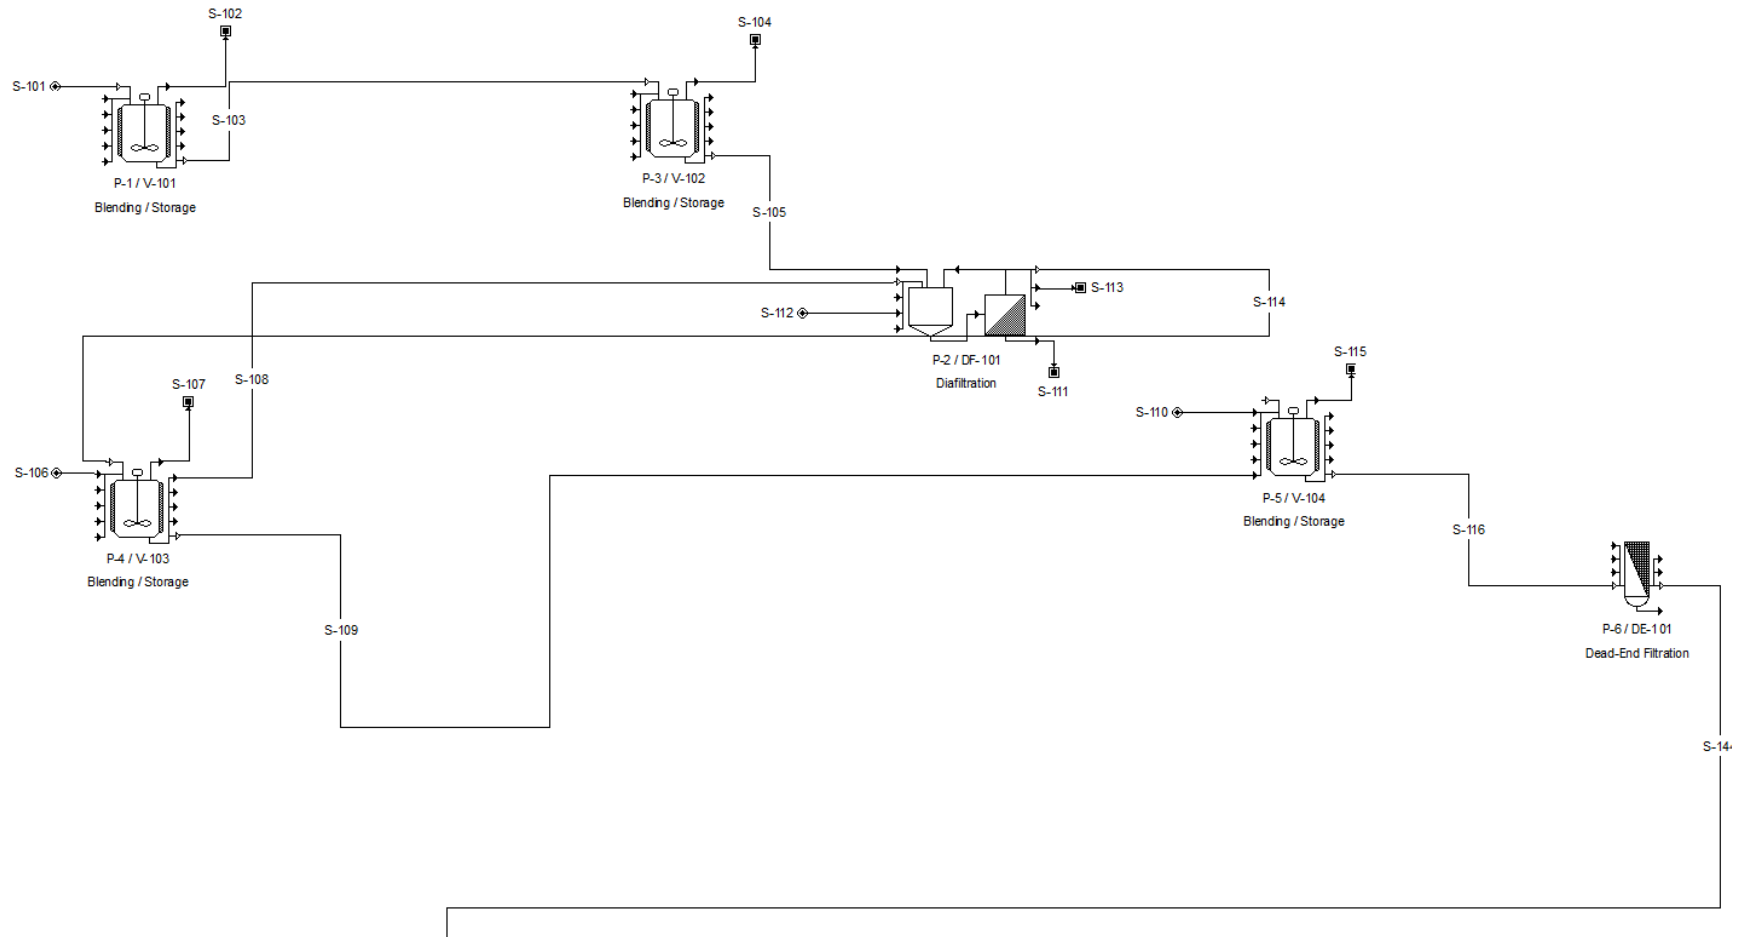 S-102
S-104
S-101
S-103
P-1 / V-101
Blending / Storage
P-3 / V-102
Blending / Storage
S-105
S-112
S-113
S-114
P-2 / DF-101
Diafiltration
S-111
S-108
S-107
S-115
S-110
S-106
P-4 / V-103
Blending / Storage
P-5 / V-104
Blending / Storage
S-116
S-109
P-6 / DE-101
Dead-End Filtration
S-144